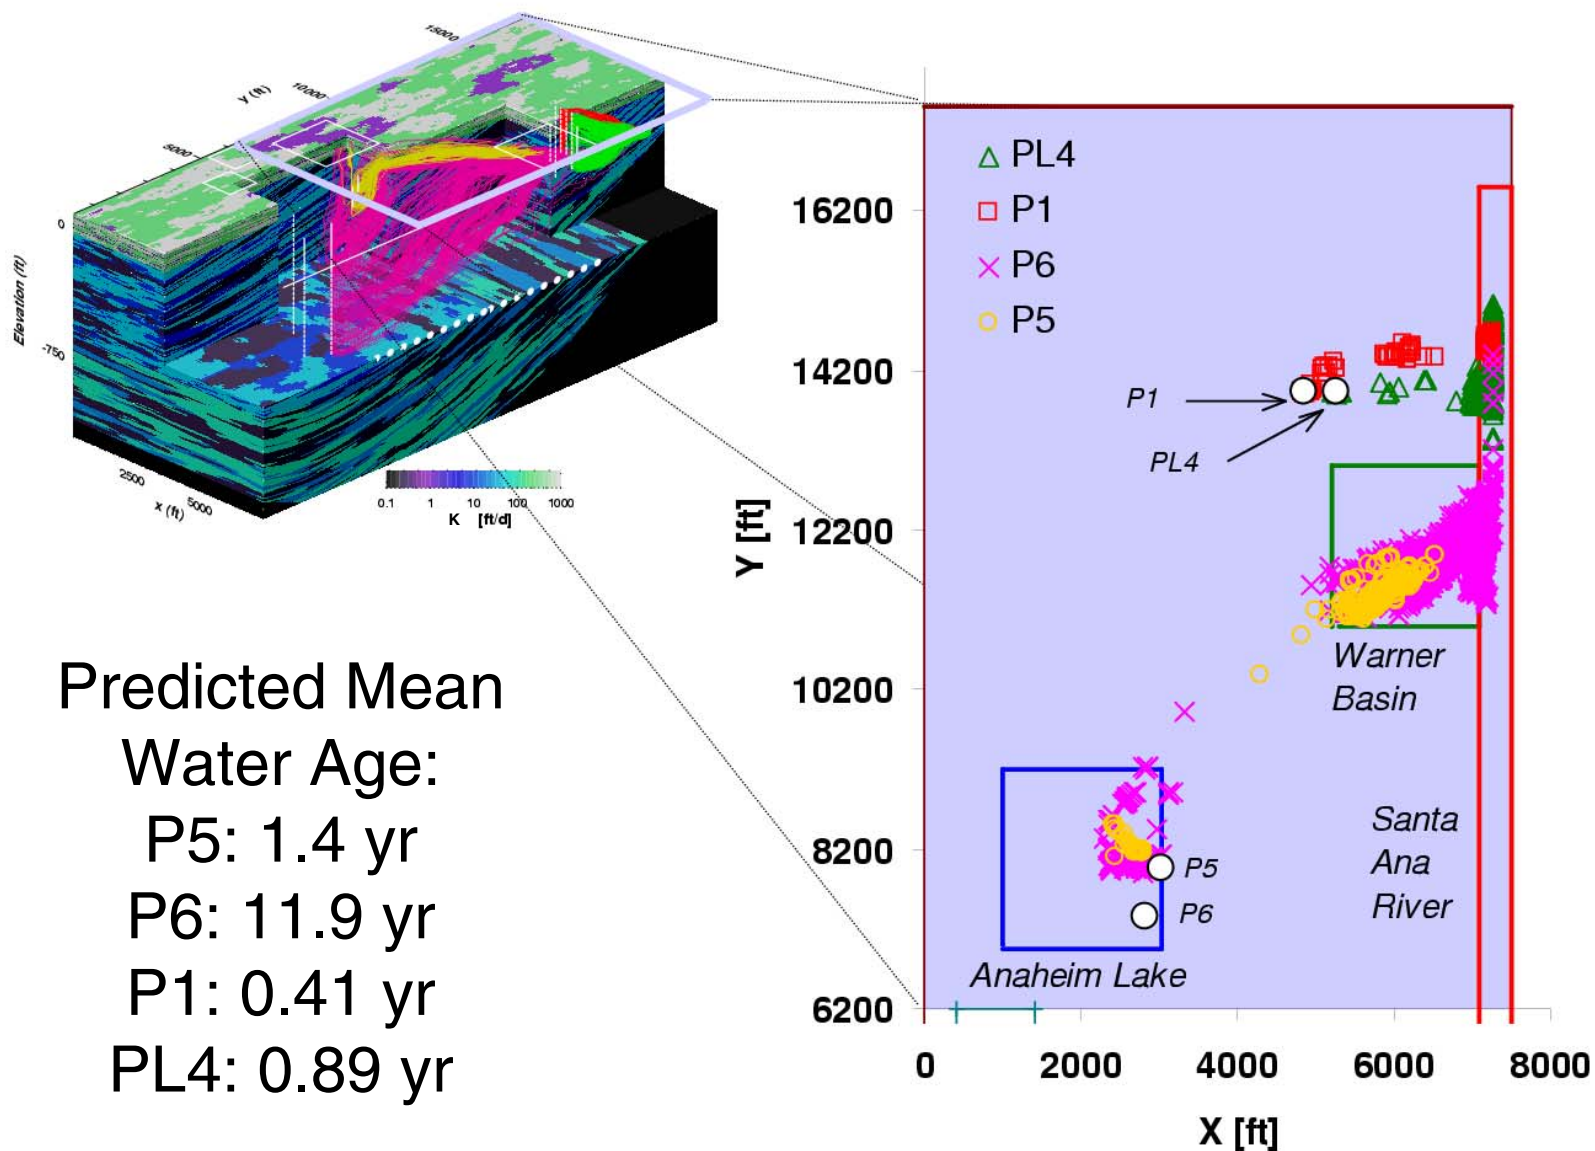 15000
y (ft)
10000
5000
0
Elevation (ft)
-750
2500
x (ft)
5000
0.1 1 10 100 1000
K [ft/d]
Predicted Mean
Water Age:
P5: 1.4 yr
P6: 11.9 yr
P1: 0.41 yr
PL4: 0.89 yr
PL4
P1
P6
P5
16200
14200
12200
10200
8200
6200
Y [ft]
P1
PL4
Warner
Basin
Santa
Ana
River
P5
P6
Anaheim Lake
0 2000 4000 6000 8000
X [ft]